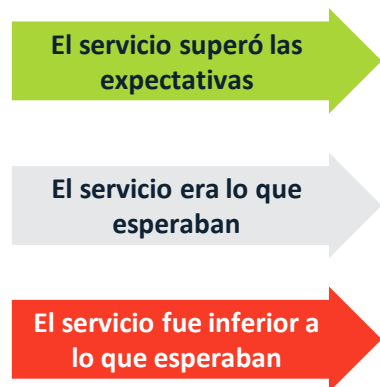 El servicio superó las
expectativas
El servicio era lo que
esperaban
El servicio fue inferior a
lo que esperaban